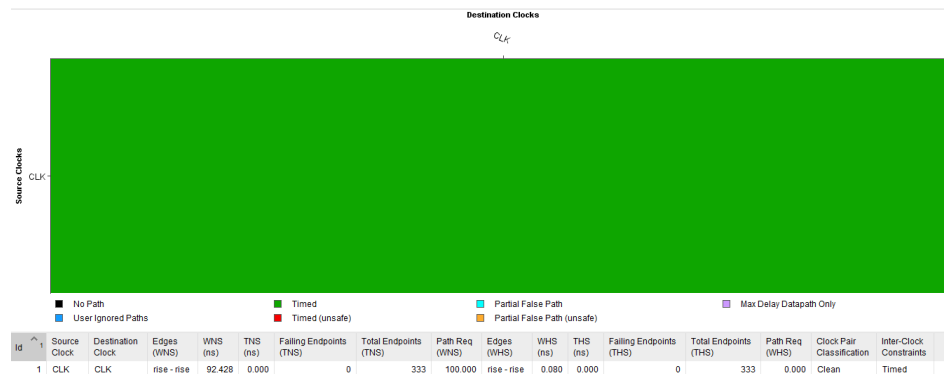 Destination Clocks
CLK
Source Clocks
CLK
No Path Timed Partial False Path Max Delay Datapath Only
User Ignored Paths Timed (unsafe) Partial False Path (unsafe)
Id ^ 1 Source Clock Destination Clock Edges (WNS) WNS (ns) TNS (ns) Failing Endpoints (TNS) Total Endpoints (TNS) Path Req (WNS) Edges (WHS) WHS (ns) THS (ns) Failing Endpoints (THS) Total Endpoints (THS) Path Req (WHS) Clock Pair Classification Inter-Clock Constraints
1 CLK CLK rise - rise 92.428 0.000 0 333 100.000 rise - rise 0.080 0.000 0 333 0.000 Clean Timed